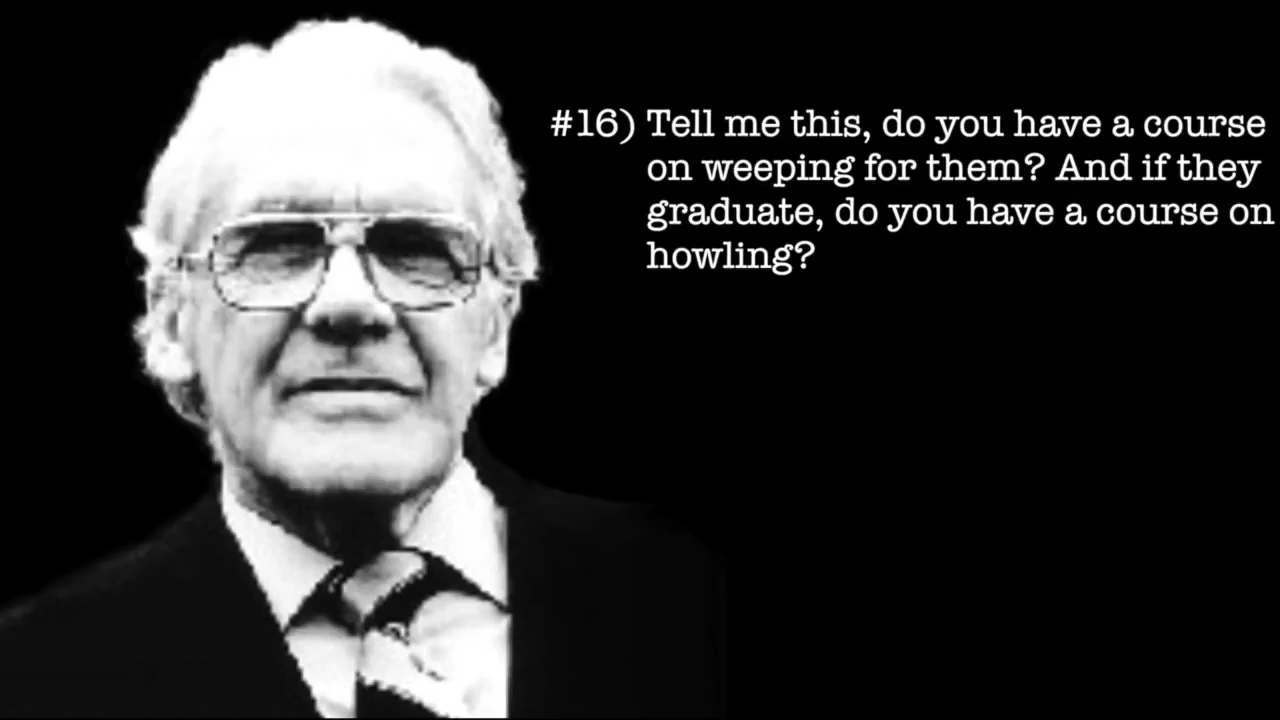 #16) Tell me this, do you have a course
on weeping for them? And if they
graduate, do you have a course on
howling?